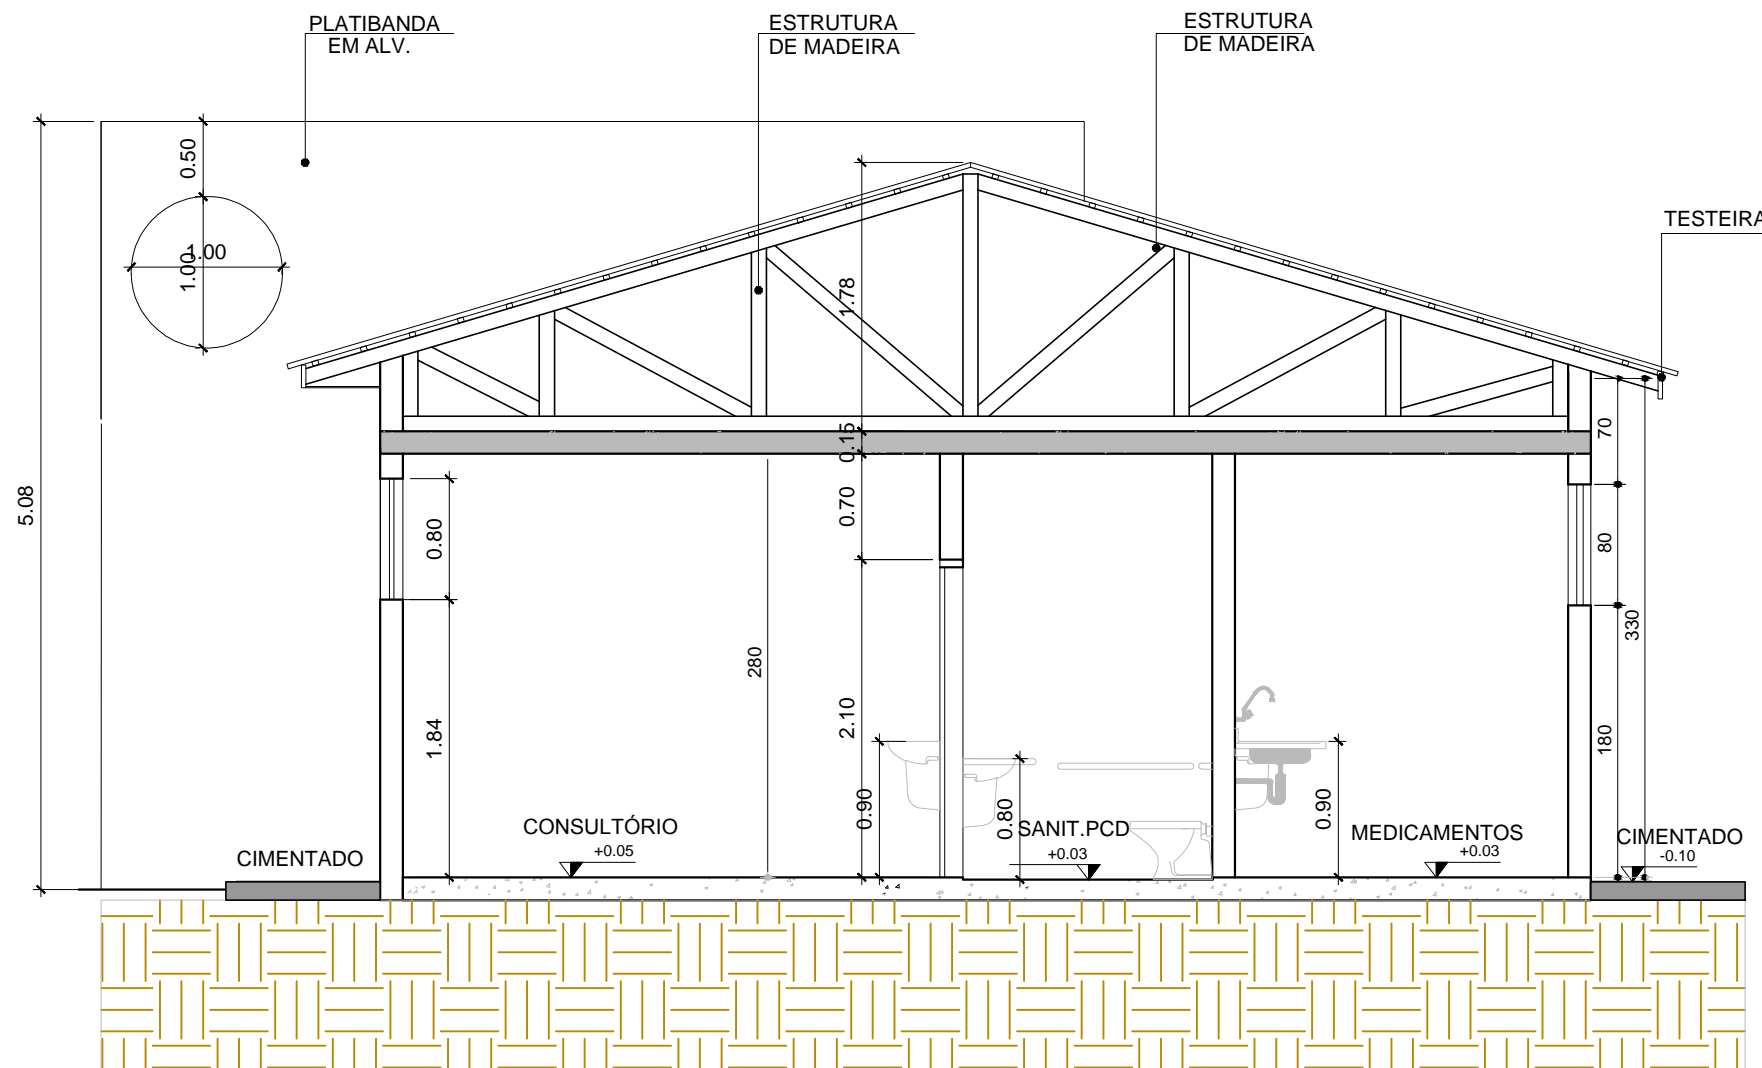 PLATIBANDA
EM ALV.
ESTRUTURA
DE MADEIRA
ESTRUTURA
DE MADEIRA
TESTEIRA
0.50
1.00
1.00
1.78
0.15
0.70
70
5.08
0.80
80
330
280
1.84
2.10
180
0.90
0.80
0.90
CONSULTÓRIO
+0.05
SANIT.PCD
+0.03
MEDICAMENTOS
+0.03
CIMENTADO
CIMENTADO
-0.10